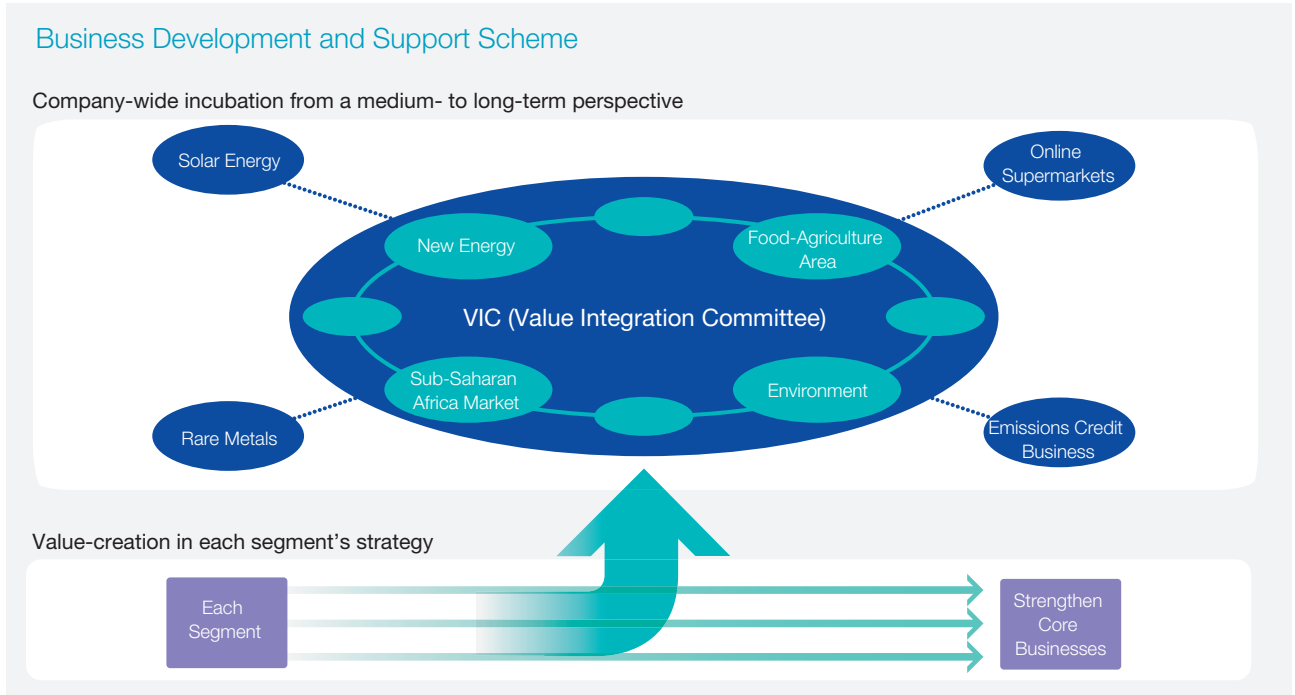 Business Development and Support Scheme
Company-wide incubation from a medium- to long-term perspective
Solar Energy
Online
Supermarkets
New Energy
Food-Agriculture
Area
VIC (Value Integration Committee)
Sub-Saharan
Africa Market
Environment
Rare Metals
Emissions Credit
Business
Value-creation in each segment’s strategy
Each
Segment
Strengthen
Core
Businesses